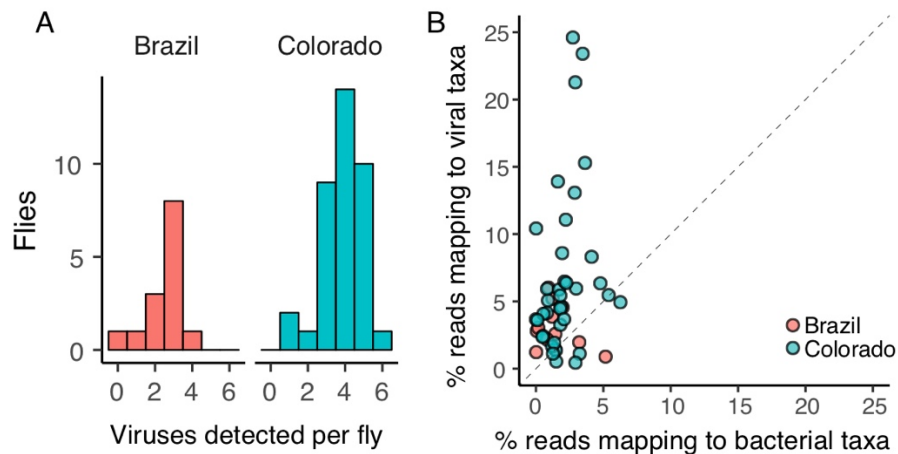 A
Brazil
Colorado
Flies
10
5
0
0 2 4 6
0 2 4 6
Viruses detected per fly
B
% reads mapping to viral taxa
25
20
15
10
5
0
Brazil
Colorado
0 5 10 15 20 25
% reads mapping to bacterial taxa